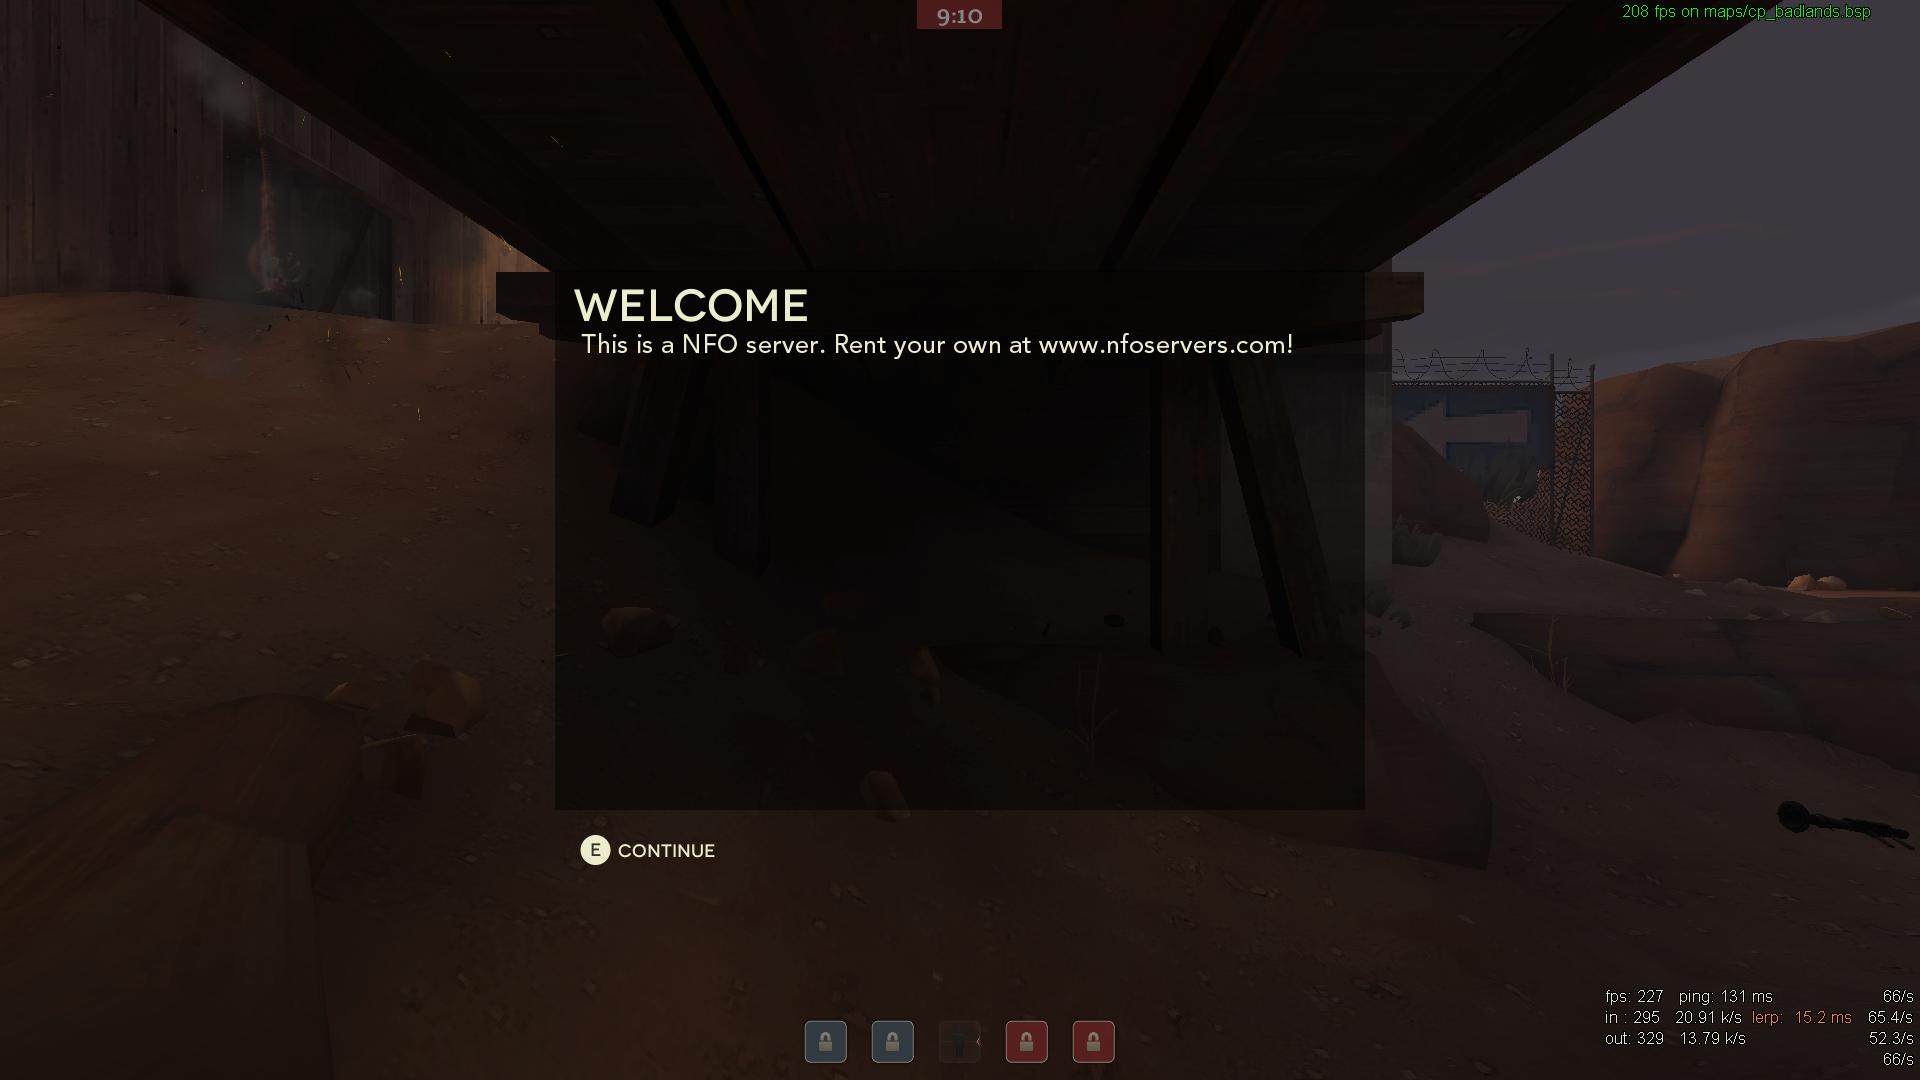 9:10
208 fps on maps/cp_badlands.bsp
WELCOME
This is a NFO server. Rent your own at www.nfoservers.com!
E CONTINUE
fps: 227 ping: 131 ms 66/s
in : 295 20.91 k/s lerp: 15.2 ms 65.4/s
out: 329 13.79 k/s 52.3/s
66/s